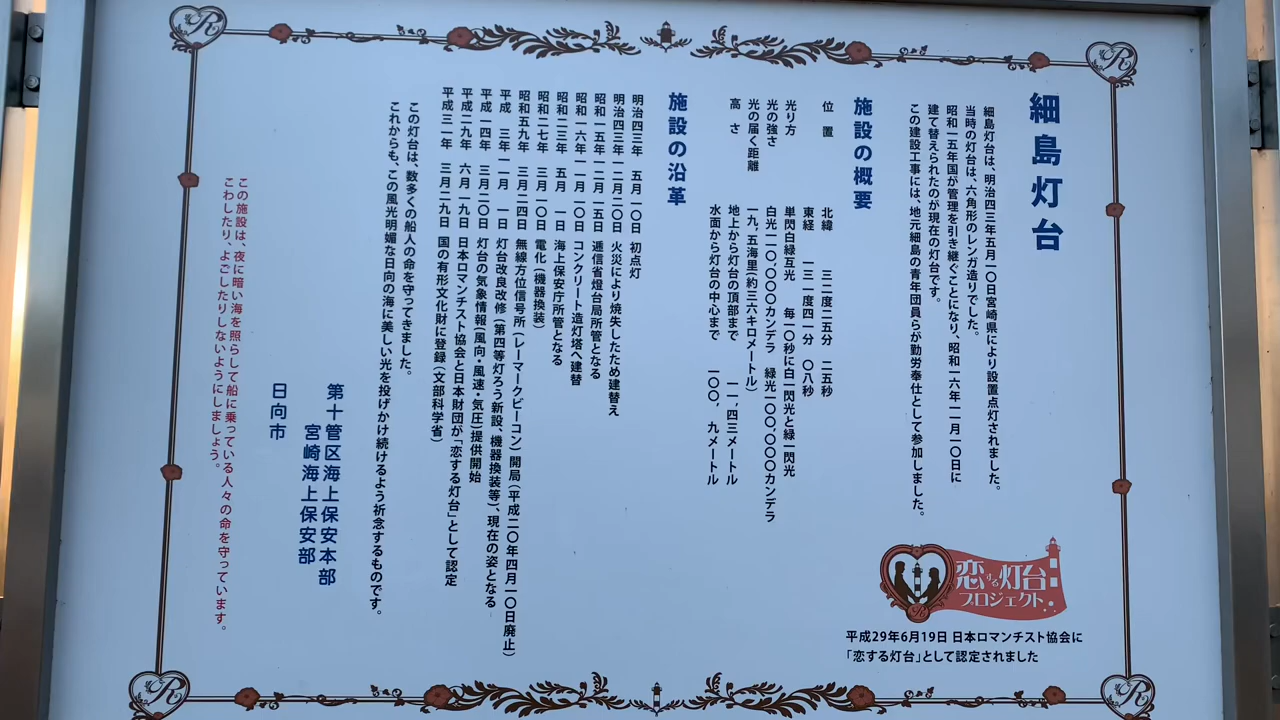 細島灯台
細島灯台は、明治四三年五月一〇日宮崎県により設置点灯されました。
当時の灯台は、六角形のレンガ造りでした。
昭和一五年国が管理を引き継ぐことになり、昭和一六年一一月一〇日に
建て替えられたのが現在の灯台です。
この建設工事には、地元細島の青年団員らが勤労奉仕として参加しました。
施設の概要
位 置 北緯 三二度二五分 二五秒
東経 一三一度四一分 〇八秒
光り方 単閃白緑互光 毎一〇秒に白一閃光と緑一閃光
光の強さ 白光二一〇，〇〇〇カンデラ 緑光一〇〇，〇〇〇カンデラ
光の届く距離 一九，五海里(約三六キロメートル)
高 さ 地上から灯台の頂部まで 一一，四三メートル
水面から灯台の中心まで 一〇〇，九メートル
施設の沿革
明治四三年 五月一〇日 初点灯
明治四三年一二月二〇日 火災により焼失したため建替え
昭和一五年一二月一五日 逓信省燈台局所管となる
昭和一六年一一月一〇日 コンクリート造灯塔へ建替
昭和二三年 五月 一日 海上保安庁所管となる
昭和二七年 三月一〇日 電化(機器換装)
昭和五九年 三月二四日 無線方位信号所(レーマークビーコン)開局(平成二〇年四月一〇日廃止)
平成 三年一一月 一日 灯台改良改修(第四等灯ろう新設、機器換装等)、現在の姿となる
平成一四年 三月二〇日 灯台の気象情報(風向・風速・気圧)提供開始
平成二九年 六月一九日 日本ロマンチスト協会と日本財団が「恋する灯台」として認定
平成三一年 三月二九日 国の有形文化財に登録(文部科学省)
この灯台は、数多くの船人の命を守ってきました。
これからも、この風光明媚な日向の海に美しい光を投げかけ続けるよう祈念するものです。
第十管区海上保安本部
宮崎海上保安部
日向市
この施設は、夜に暗い海を照らして船に乗っている人々の命を守っています。
こわしたり、よごしたりしないようにしましょう。
恋する灯台
プロジェクト
平成29年6月19日 日本ロマンチスト協会に
「恋する灯台」として認定されました
R
R
R
R